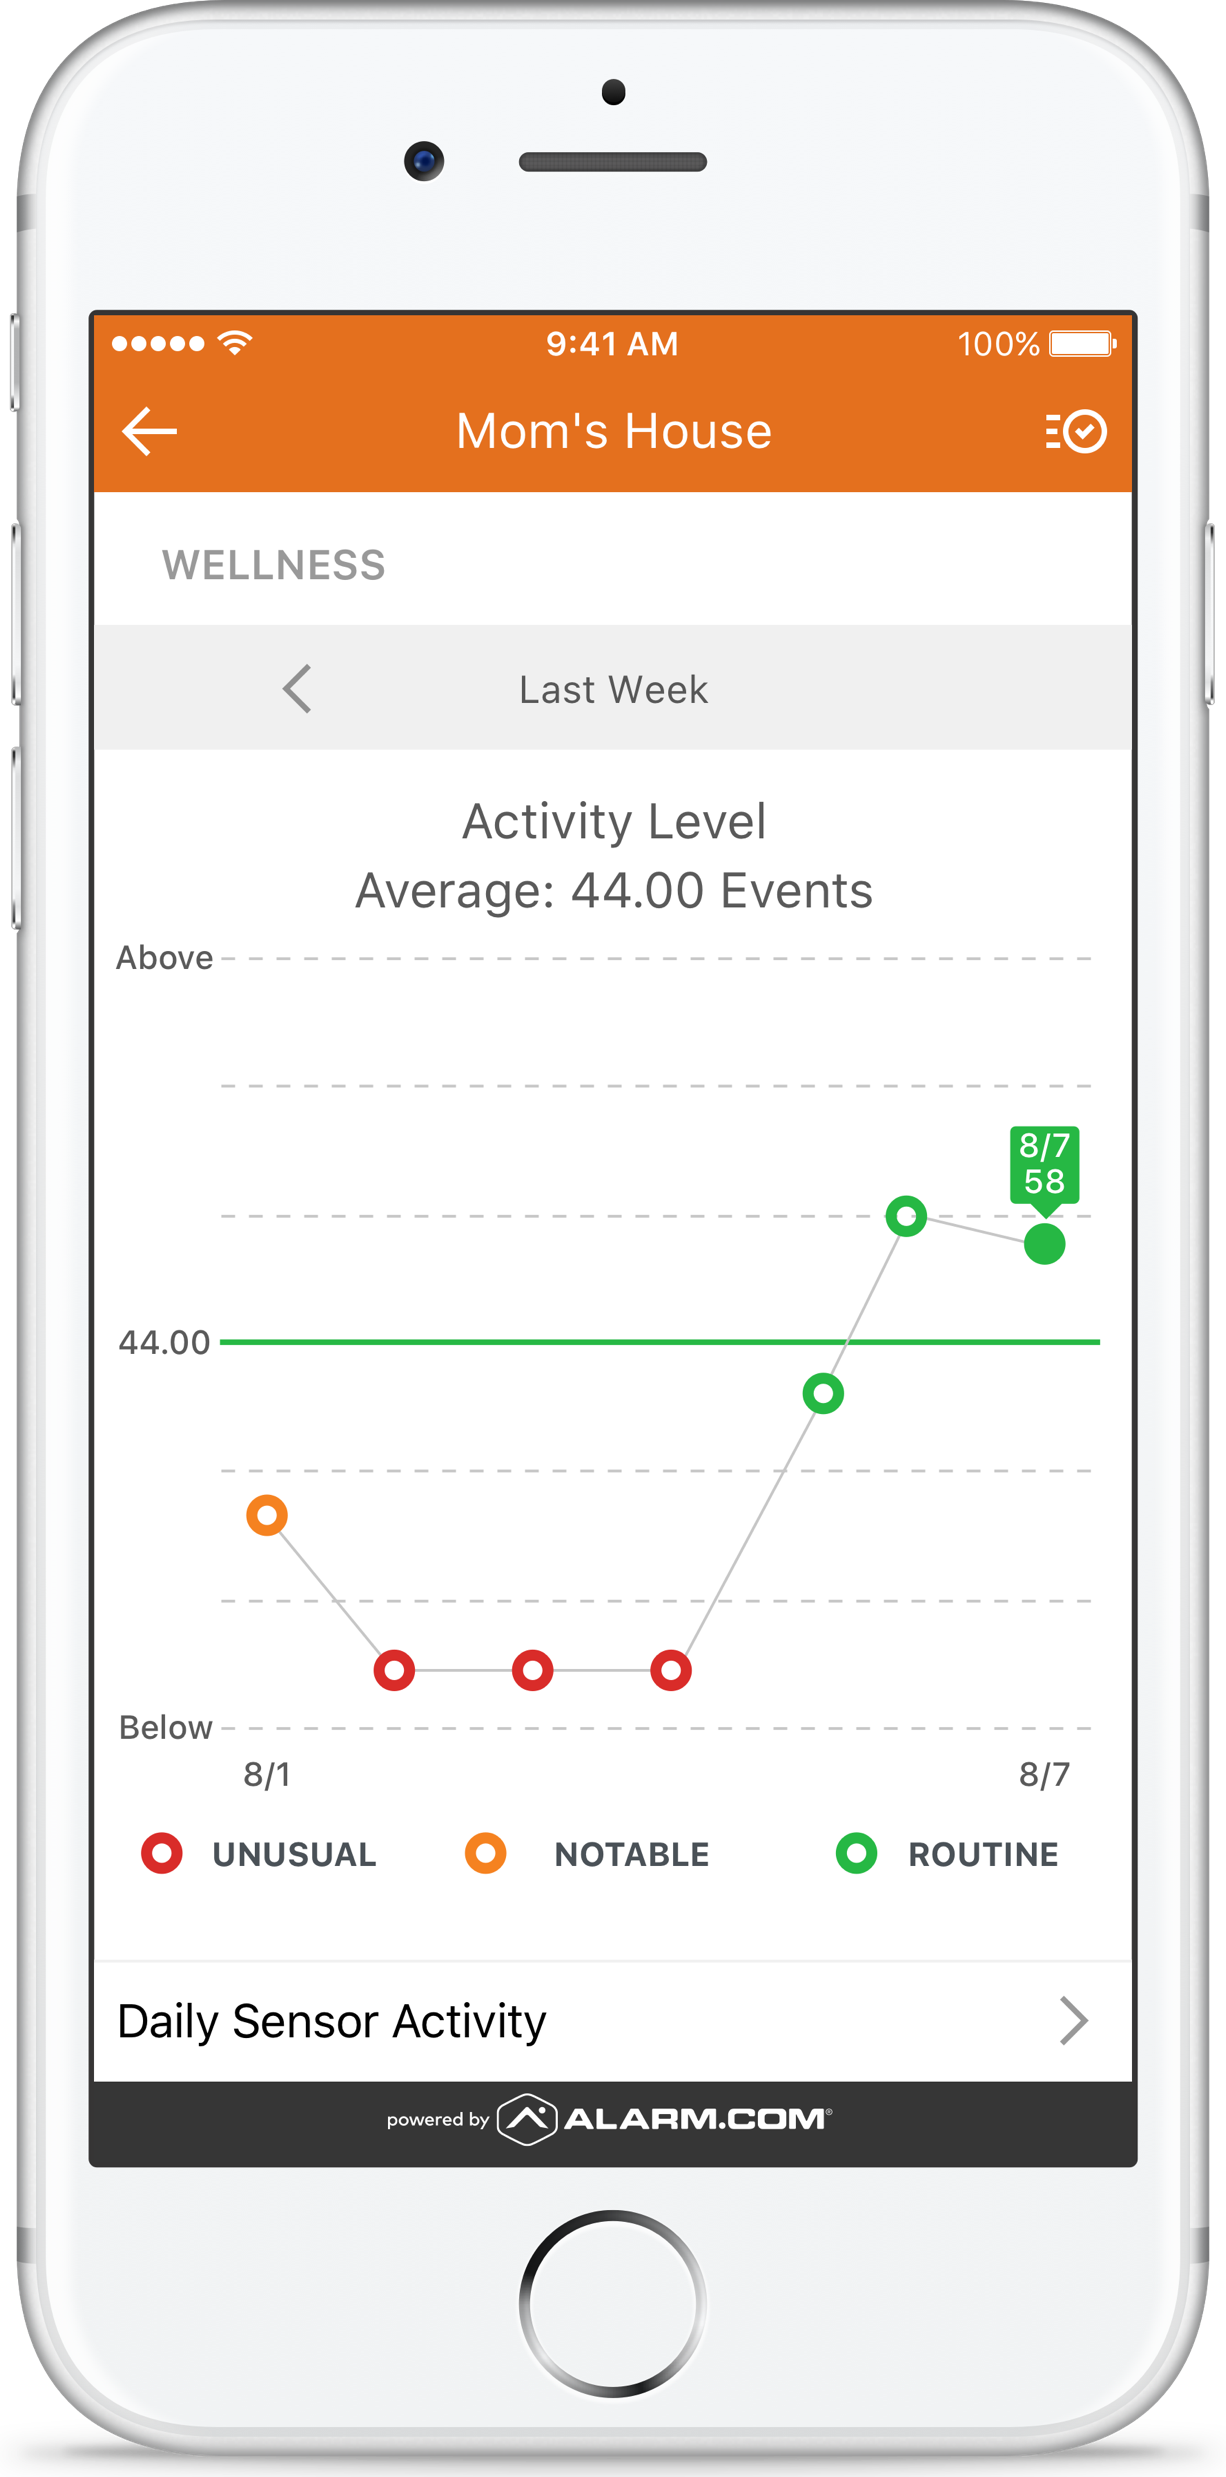 9:41 AM
100%
Mom's House
WELLNESS
Last Week
Activity Level
Average: 44.00 Events
Above
8/7
58
44.00
Below
8/1
8/7
UNUSUAL
NOTABLE
ROUTINE
Daily Sensor Activity
powered by ALARM.COM®